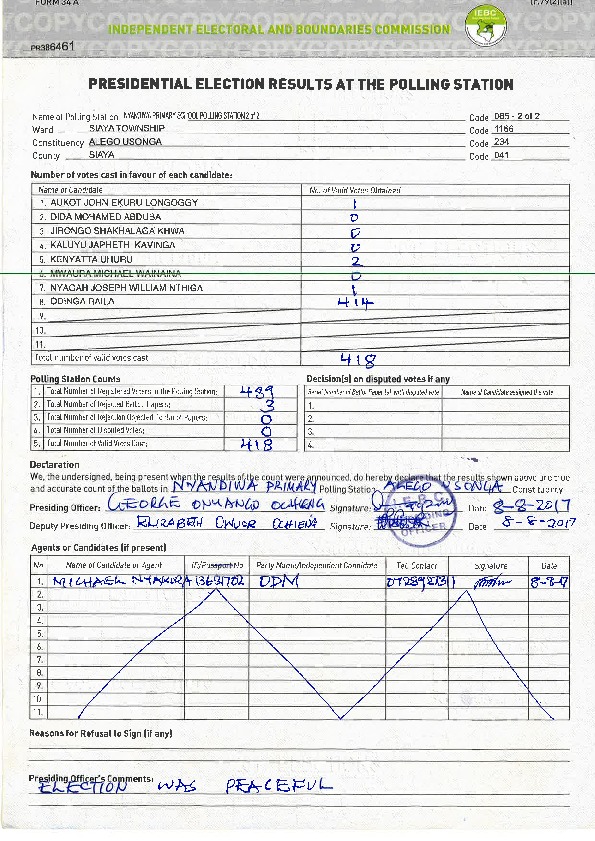 FORM 34 A
INDEPENDENT ELECTORAL AND BOUNDARIES COMMISSION
IEBC
PR386461
PRESIDENTIAL ELECTION RESULTS AT THE POLLING STATION
Name of Polling Station NYANDIWA PRIMARY SCHOOL POLLING STATION 2 of 2 Code 085 - 2 of 2
Ward SIAYA TOWNSHIP Code 1166
Constituency ALEGO USONGA Code 234
County SIAYA Code 041
Number of votes cast in favour of each candidate:
Name of Candidate No. of Valid Votes Obtained
1. AUKOT JOHN EKURU LONGOGGY 1
2. DIDA MOHAMED ABDUBA 0
3. JIRONGO SHAKHALAGA KHWA 0
4. KALUYU JAPHETH KAVINGA 0
5. KENYATTA UHURU 2
6. MWAURA MICHAEL WAINAINA 0
7. NYAGAH JOSEPH WILLIAM NTHIGA 1
8. ODINGA RAILA 414
9.
10.
11.
Total number of valid votes cast 418
Polling Station Counts Decision(s) on disputed votes if any
1. Total Number of Registered Voters in the Polling Station: 489
2. Total Number of Rejected Ballot Papers: 3
3. Total Number of Rejection Objected To Ballot Papers: 0
4. Total Number of Disputed Votes: 0
5. Total Number of Valid Votes Cast: 418
Serial Number of Ballot Paper(s) with disputed vote Name of Candidate assigned the vote
1.
2.
3.
4.
Declaration
We, the undersigned, being present when the results of the count were announced, do hereby declare that the results shown above are true
and accurate count of the ballots in NYANDIWA PRIMARY Polling Station ALEGO USONGA Constituency
Presiding Officer: GEORGE ONYANGO OCHIENG Signature: Date: 8-8-2017
Deputy Presiding Officer: ELIZABETH OWUOR OCHIENG Signature: Date 8-8-2017
I.E.B.C
OFFICER
Agents or Candidates (if present)
No Name of Candidate or Agent ID/Passport No Party Name/Independent Candidate Tel. Contact Signature Date
1. MICHAEL ODM 8-8-17
2.
3.
4.
5.
6.
7.
8.
9.
10.
11.
Reasons for Refusal to Sign (if any)
Presiding Officer's Comments:
ELECTION WAS PEACEFUL